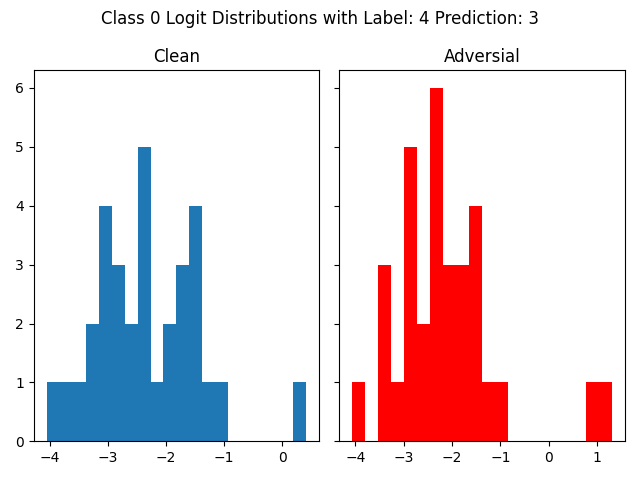 Class 0 Logit Distributions with Label: 4 Prediction: 3
Clean
Adversial
6
5
4
3
2
1
0
−4 −3 −2 −1 0
−4 −3 −2 −1 0 1